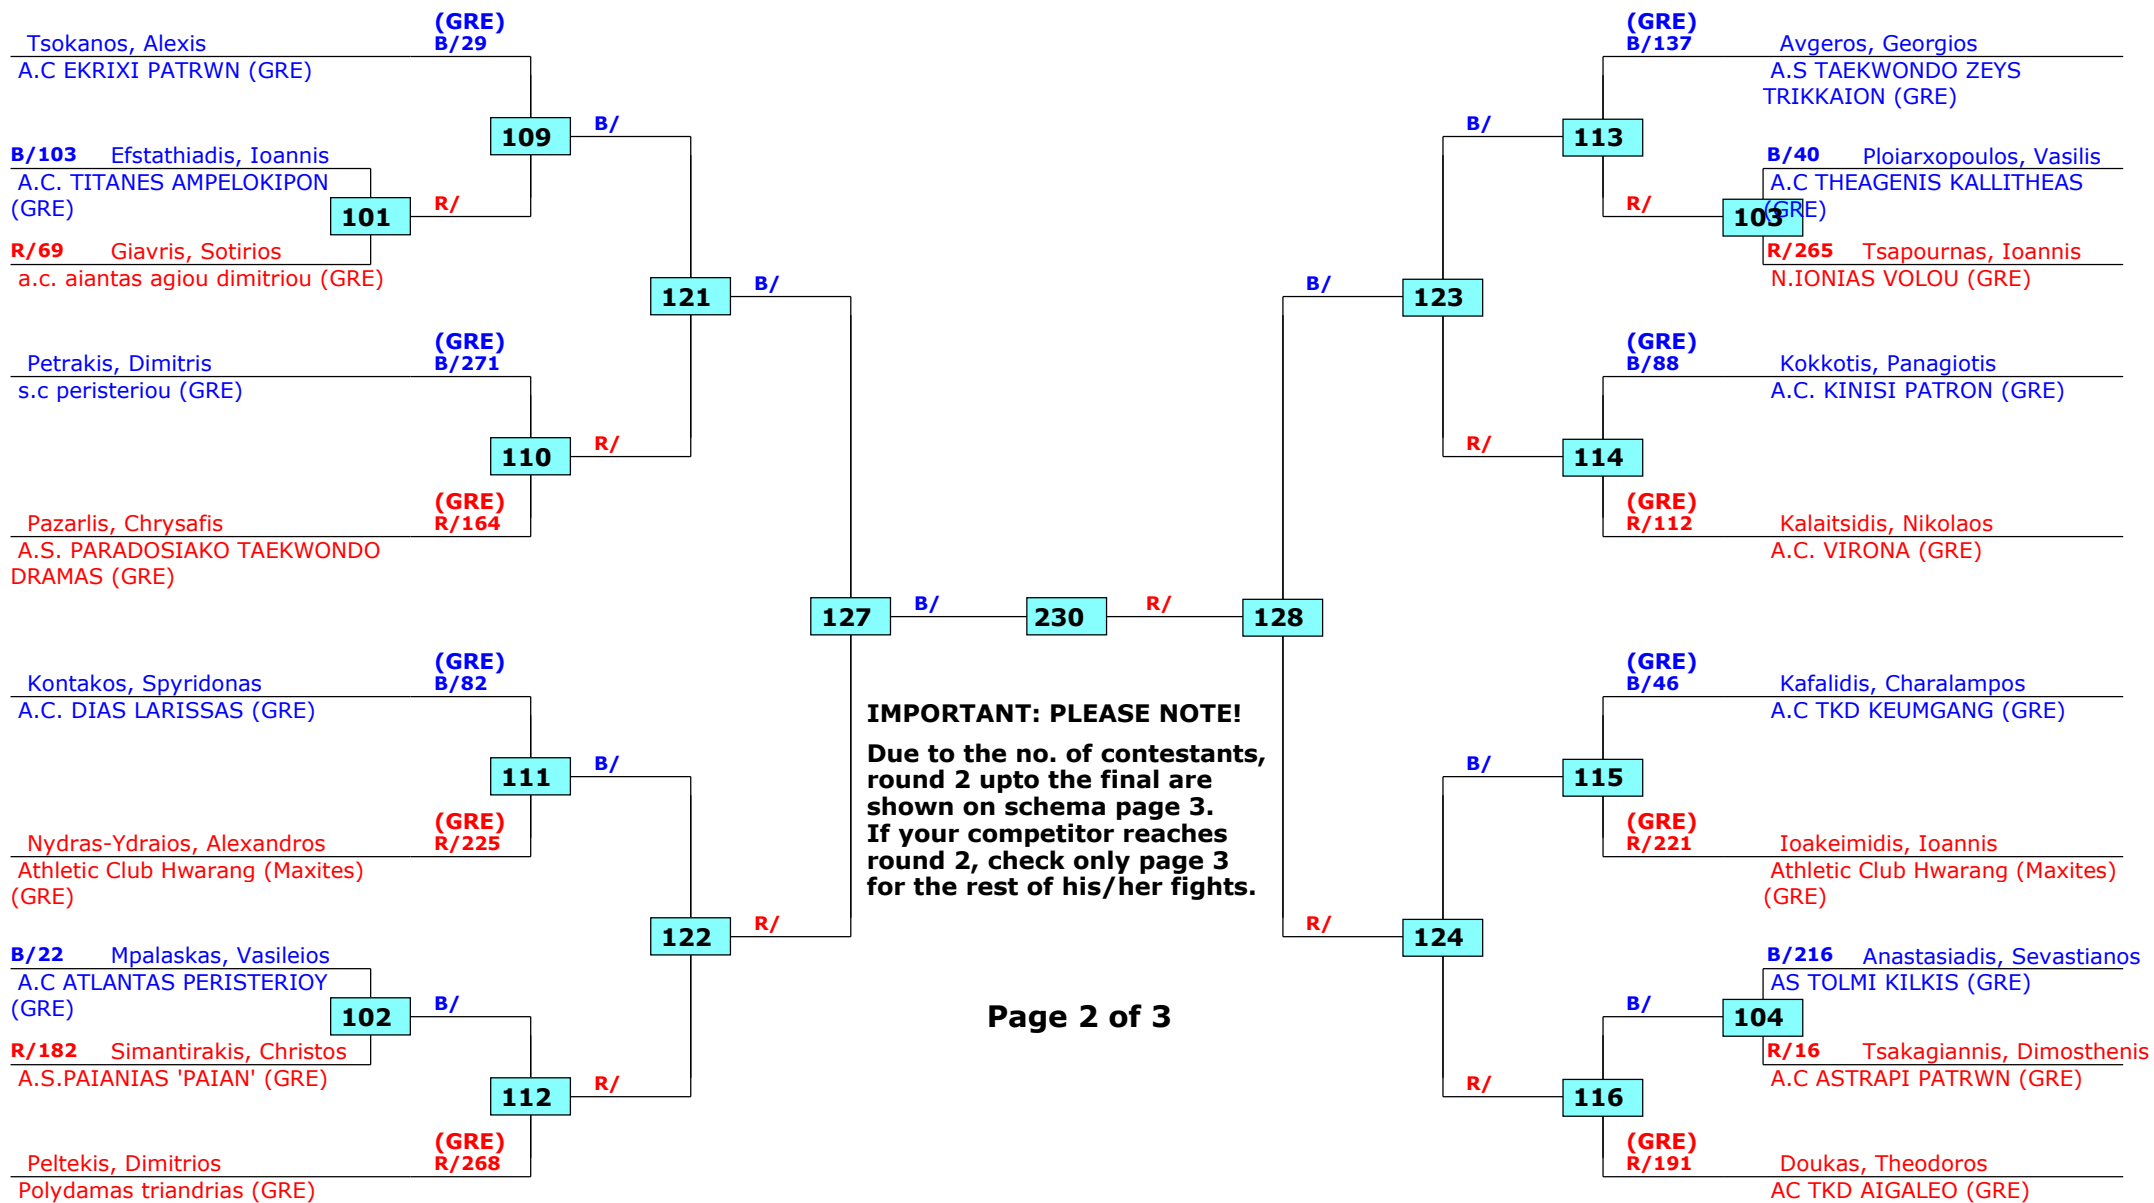 (GRE)
Tsokanos, Alexis B/29
A.C EKRIXI PATRWN (GRE)
109
B/
B/103 Efstathiadis, Ioannis
A.C. TITANES AMPELOKIPON
(GRE)
101
R/
R/69 Giavris, Sotirios
a.c. aiantas agiou dimitriou (GRE)
121
B/
(GRE)
Petrakis, Dimitris B/271
s.c peristeriou (GRE)
110
R/
(GRE)
Pazarlis, Chrysafis R/164
A.S. PARADOSIAKO TAEKWONDO
DRAMAS (GRE)
127
B/
230
R/
128
(GRE)
Kontakos, Spyridonas B/82
A.C. DIAS LARISSAS (GRE)
111
B/
(GRE)
Nydras-Ydraios, Alexandros R/225
Athletic Club Hwarang (Maxites)
(GRE)
122
R/
B/22 Mpalaskas, Vasileios
A.C ATLANTAS PERISTERIOY
(GRE)
102
B/
R/182 Simantirakis, Christos
A.S.PAIANIAS 'PAIAN' (GRE)
112
R/
(GRE)
Peltekis, Dimitrios R/268
Polydamas triandrias (GRE)
IMPORTANT: PLEASE NOTE!
Due to the no. of contestants,
round 2 upto the final are
shown on schema page 3.
If your competitor reaches
round 2, check only page 3
for the rest of his/her fights.
Page 2 of 3
(GRE)
B/137 Avgeros, Georgios
A.S TAEKWONDO ZEYS
TRIKKAION (GRE)
B/
113
B/40 Ploiarxopoulos, Vasilis
A.C THEAGENIS KALLITHEAS
(GRE)
R/
103
R/265 Tsapournas, Ioannis
N.IONIAS VOLOU (GRE)
B/
123
(GRE)
B/88 Kokkotis, Panagiotis
A.C. KINISI PATRON (GRE)
R/
114
(GRE)
R/112 Kalaitsidis, Nikolaos
A.C. VIRONA (GRE)
(GRE)
B/46 Kafalidis, Charalampos
A.C TKD KEUMGANG (GRE)
B/
115
(GRE)
R/221 Ioakeimidis, Ioannis
Athletic Club Hwarang (Maxites)
(GRE)
R/
124
B/216 Anastasiadis, Sevastianos
AS TOLMI KILKIS (GRE)
B/
104
R/16 Tsakagiannis, Dimosthenis
A.C ASTRAPI PATRWN (GRE)
R/
116
(GRE)
R/191 Doukas, Theodoros
AC TKD AIGALEO (GRE)